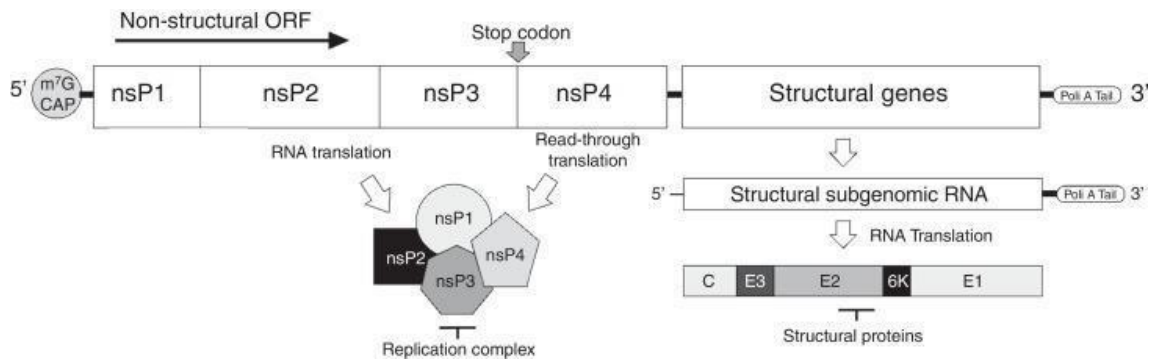 Non-structural ORF
Stop codon
5’ m⁷G CAP nsP1 nsP2 nsP3 nsP4 Structural genes Poli A Tail 3’
RNA translation
Read-through
translation
5’ Structural subgenomic RNA Poli A Tail 3’
RNA Translation
nsP1
nsP2
nsP4
nsP3
C E3 E2 6K E1
Replication complex
Structural proteins